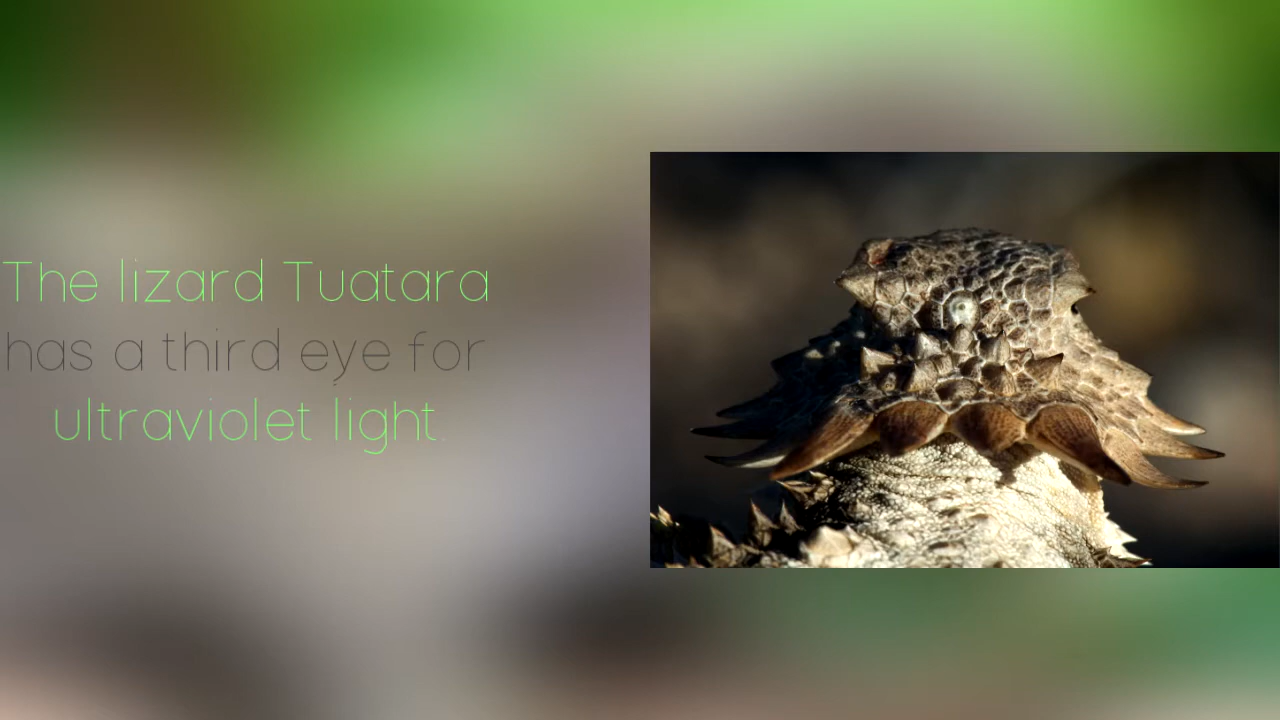 The lizard Tuatara
has a third eye for
ultraviolet light.